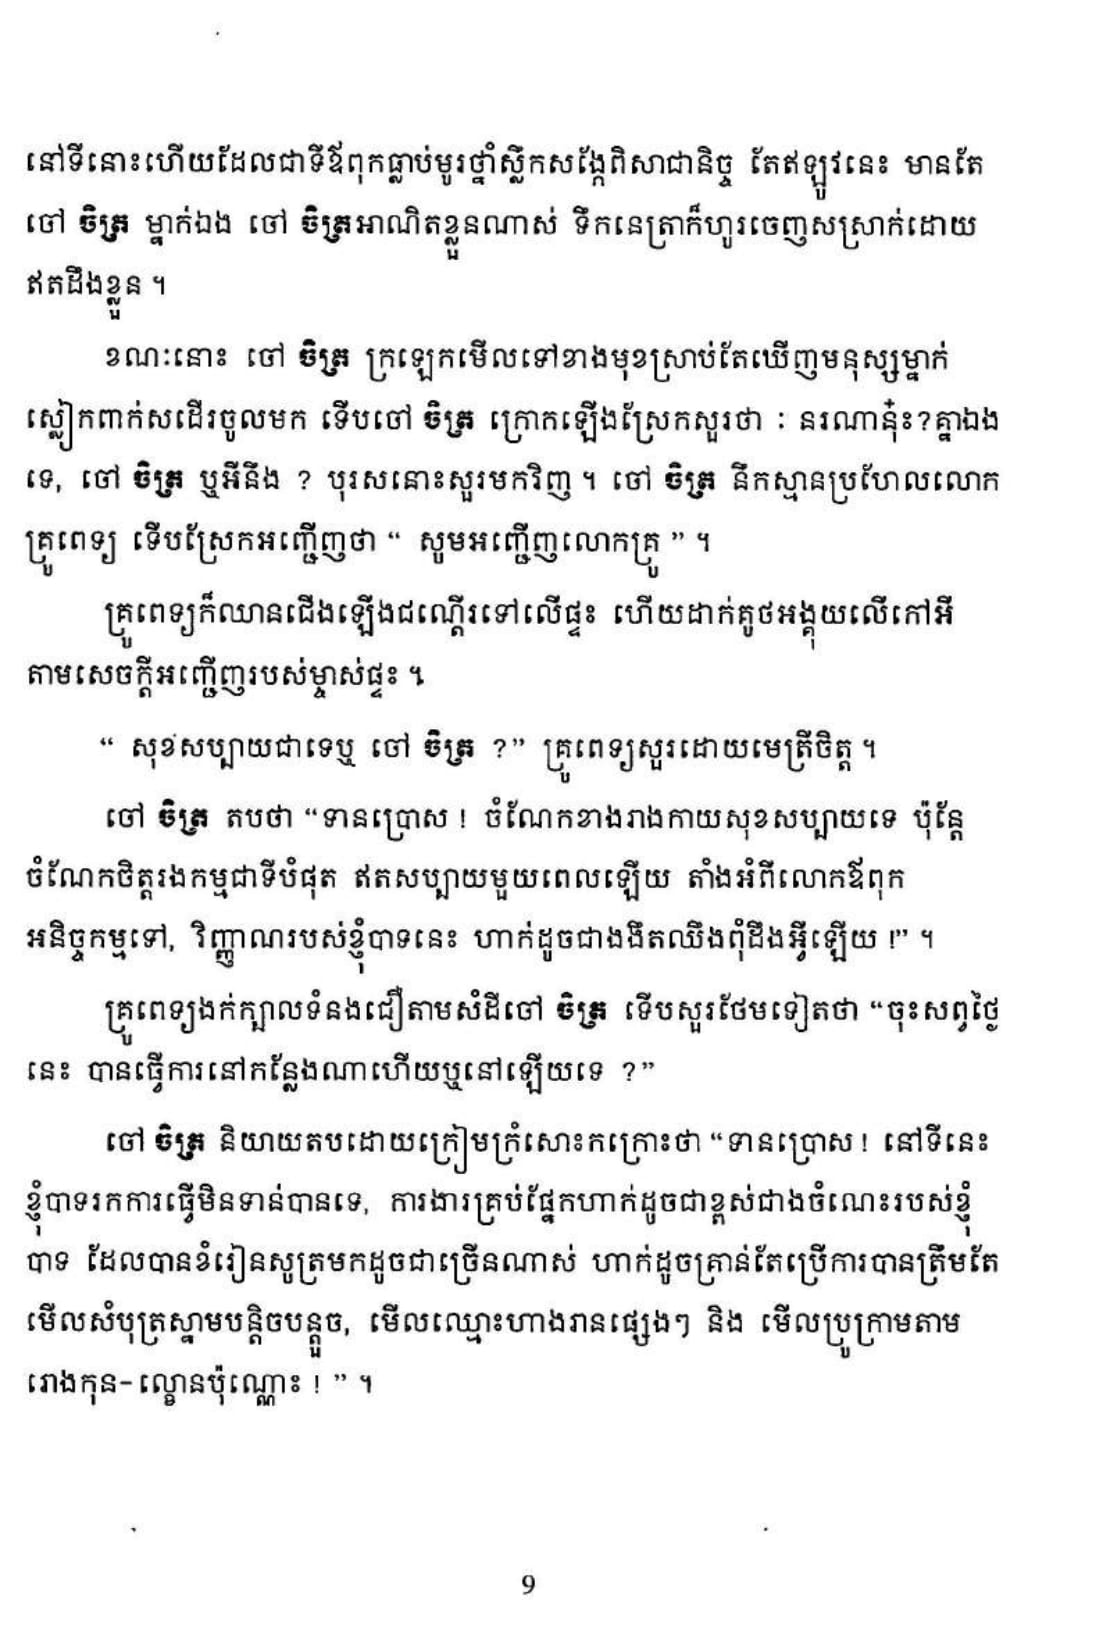 នៅទីនោះហើយដែលជាទីឪពុកធ្លាប់មូរថ្នាំស្លឹកសង្កែពិសាជានិច្ច តែឥឡូវនេះ មានតែ
ចៅ ចិត្រ ម្នាក់ឯង ចៅ ចិត្រអាណិតខ្លួនណាស់ ទឹកនេត្រាក៏ហូរចេញសស្រាក់ដោយ
ឥតដឹងខ្លួន ។
ខណៈនោះ ចៅ ចិត្រ ក្រឡេកមើលទៅខាងមុខស្រាប់តែឃើញមនុស្សម្នាក់
ស្លៀកពាក់សដើរចូលមក ទើបចៅ ចិត្រ ក្រោកឡើងស្រែកសួរថា : នរណានុ៎ះ?គ្នាឯង
ទេ, ចៅ ចិត្រ ឬអីនឹង ? បុរសនោះសួរមកវិញ ។ ចៅ ចិត្រ នឹកស្មានប្រហែលលោក
គ្រូពេទ្យ ទើបស្រែកអញ្ជើញថា “ សូមអញ្ជើញលោកគ្រូ ” ។
គ្រូពេទ្យក៏ឈានជើងឡើងជណ្តើរទៅលើផ្ទះ ហើយដាក់គូថអង្គុយលើកៅអី
តាមសេចក្តីអញ្ជើញរបស់ម្ចាស់ផ្ទះ ។
“ សុខសប្បាយជាទេឬ ចៅ ចិត្រ ?” គ្រូពេទ្យសួរដោយមេត្រីចិត្ត ។
ចៅ ចិត្រ តបថា “ទានប្រោស ! ចំណែកខាងរាងកាយសុខសប្បាយទេ ប៉ុន្តែ
ចំណែកចិត្តរងកម្មជាទីបំផុត ឥតសប្បាយមួយពេលឡើយ តាំងអំពីលោកឪពុក
អនិច្ចកម្មទៅ, វិញ្ញាណរបស់ខ្ញុំបាទនេះ ហាក់ដូចជាងងឹតឈឹងពុំដឹងអ្វីឡើយ !” ។
គ្រូពេទ្យងក់ក្បាលទំនងជឿតាមសំដីចៅ ចិត្រ ទើបសួរថែមទៀតថា “ចុះសព្វថ្ងៃ
នេះ បានធ្វើការនៅកន្លែងណាហើយឬនៅឡើយទេ ?”
ចៅ ចិត្រ និយាយតបដោយក្រៀមក្រំសោះកក្រោះថា “ទានប្រោស ! នៅទីនេះ
ខ្ញុំបាទរកការធ្វើមិនទាន់បានទេ, ការងារគ្រប់ផ្នែកហាក់ដូចជាខ្ពស់ជាងចំណេះរបស់ខ្ញុំ
បាទ ដែលបានខំរៀនសូត្រមកដូចជាច្រើនណាស់ ហាក់ដូចគ្រាន់តែប្រើការបានត្រឹមតែ
មើលសំបុត្រស្នាមបន្តិចបន្តួច, មើលឈ្មោះហាងរានផ្សេងៗ និង មើលប្រូក្រាមតាម
រោងកុន-ល្ខោនប៉ុណ្ណោះ ! ” ។
9